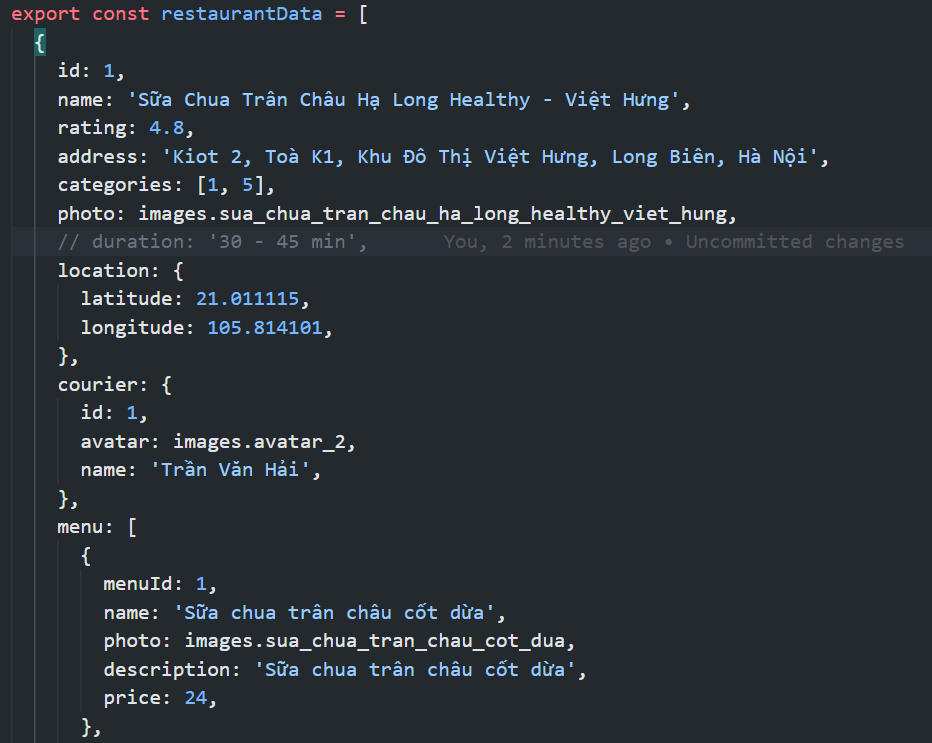 export const restaurantData = [
{
id: 1,
name: 'Sữa Chua Trân Châu Hạ Long Healthy - Việt Hưng',
rating: 4.8,
address: 'Kiot 2, Toà K1, Khu Đô Thị Việt Hưng, Long Biên, Hà Nội',
categories: [1, 5],
photo: images.sua_chua_tran_chau_ha_long_healthy_viet_hung,
// duration: '30 - 45 min', You, 2 minutes ago • Uncommitted changes
location: {
latitude: 21.011115,
longitude: 105.814101,
},
courier: {
id: 1,
avatar: images.avatar_2,
name: 'Trần Văn Hải',
},
menu: [
{
menuId: 1,
name: 'Sữa chua trân châu cốt dừa',
photo: images.sua_chua_tran_chau_cot_dua,
description: 'Sữa chua trân châu cốt dừa',
price: 24,
},